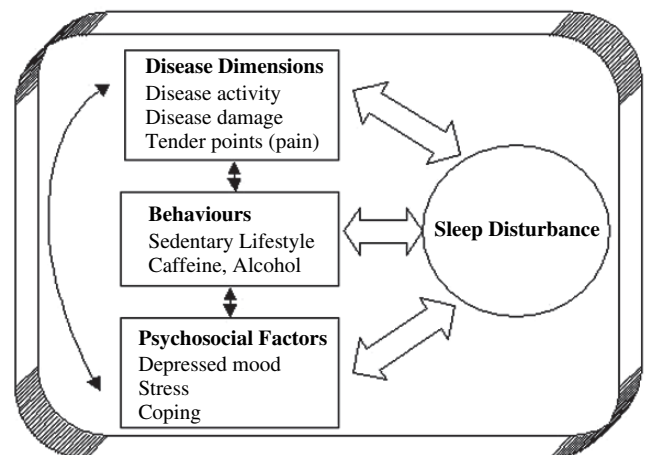 Disease Dimensions
Disease activity
Disease damage
Tender points (pain)
Behaviours
Sedentary Lifestyle
Caffeine, Alcohol
Psychosocial Factors
Depressed mood
Stress
Coping
Sleep Disturbance